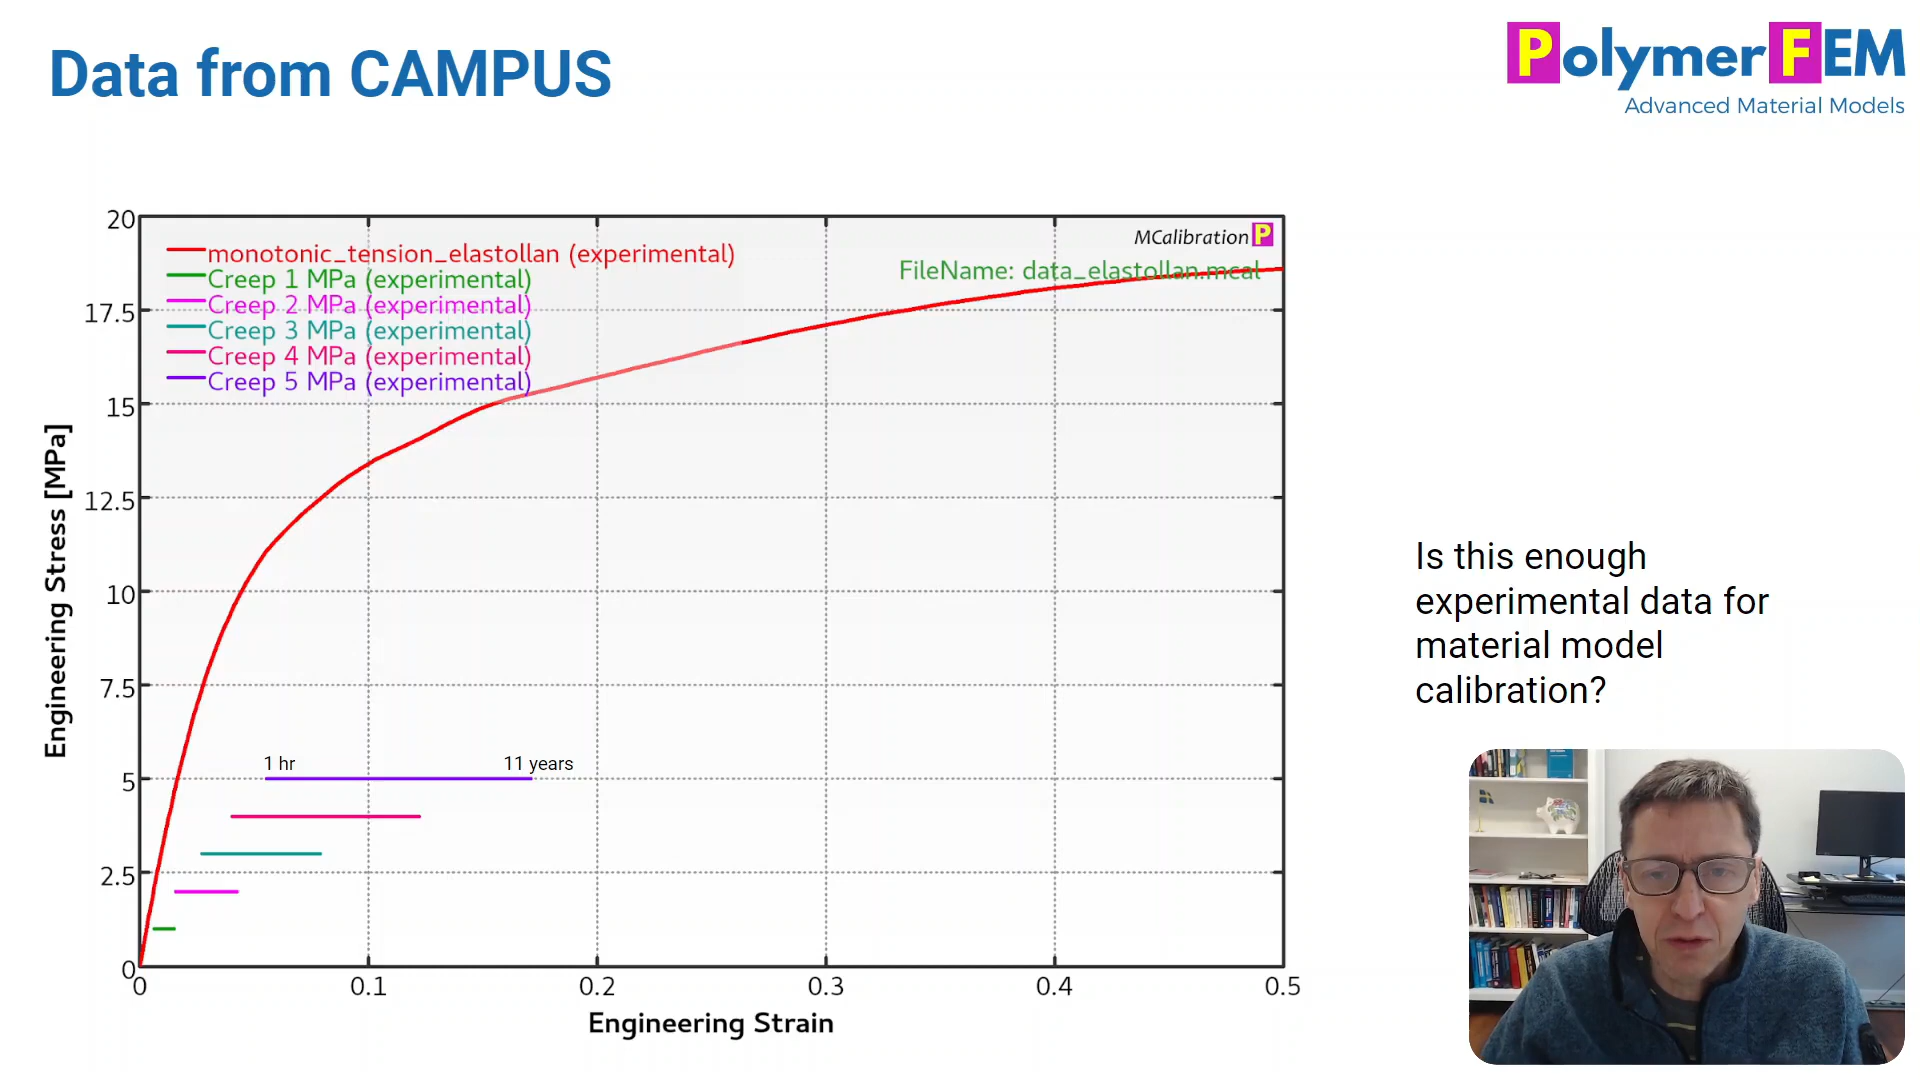 Data from CAMPUS
PolymerFEM
Advanced Material Models
MCalibration P
FileName: data_elastollan.mcal
monotonic_tension_elastollan (experimental)
Creep 1 MPa (experimental)
Creep 2 MPa (experimental)
Creep 3 MPa (experimental)
Creep 4 MPa (experimental)
Creep 5 MPa (experimental)
20
17.5
15
12.5
10
7.5
5
2.5
0
Engineering Stress [MPa]
1 hr
11 years
0 0.1 0.2 0.3 0.4 0.5
Engineering Strain
Is this enough
experimental data for
material model
calibration?